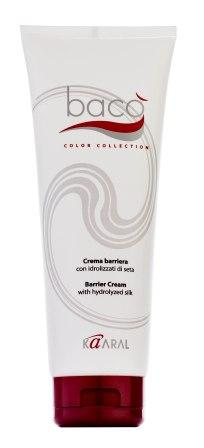 bacò
COLOR COLLECTION
Crema barriera
con idrolizzati di seta
Barrier Cream
with hydrolyzed silk
KAARAL